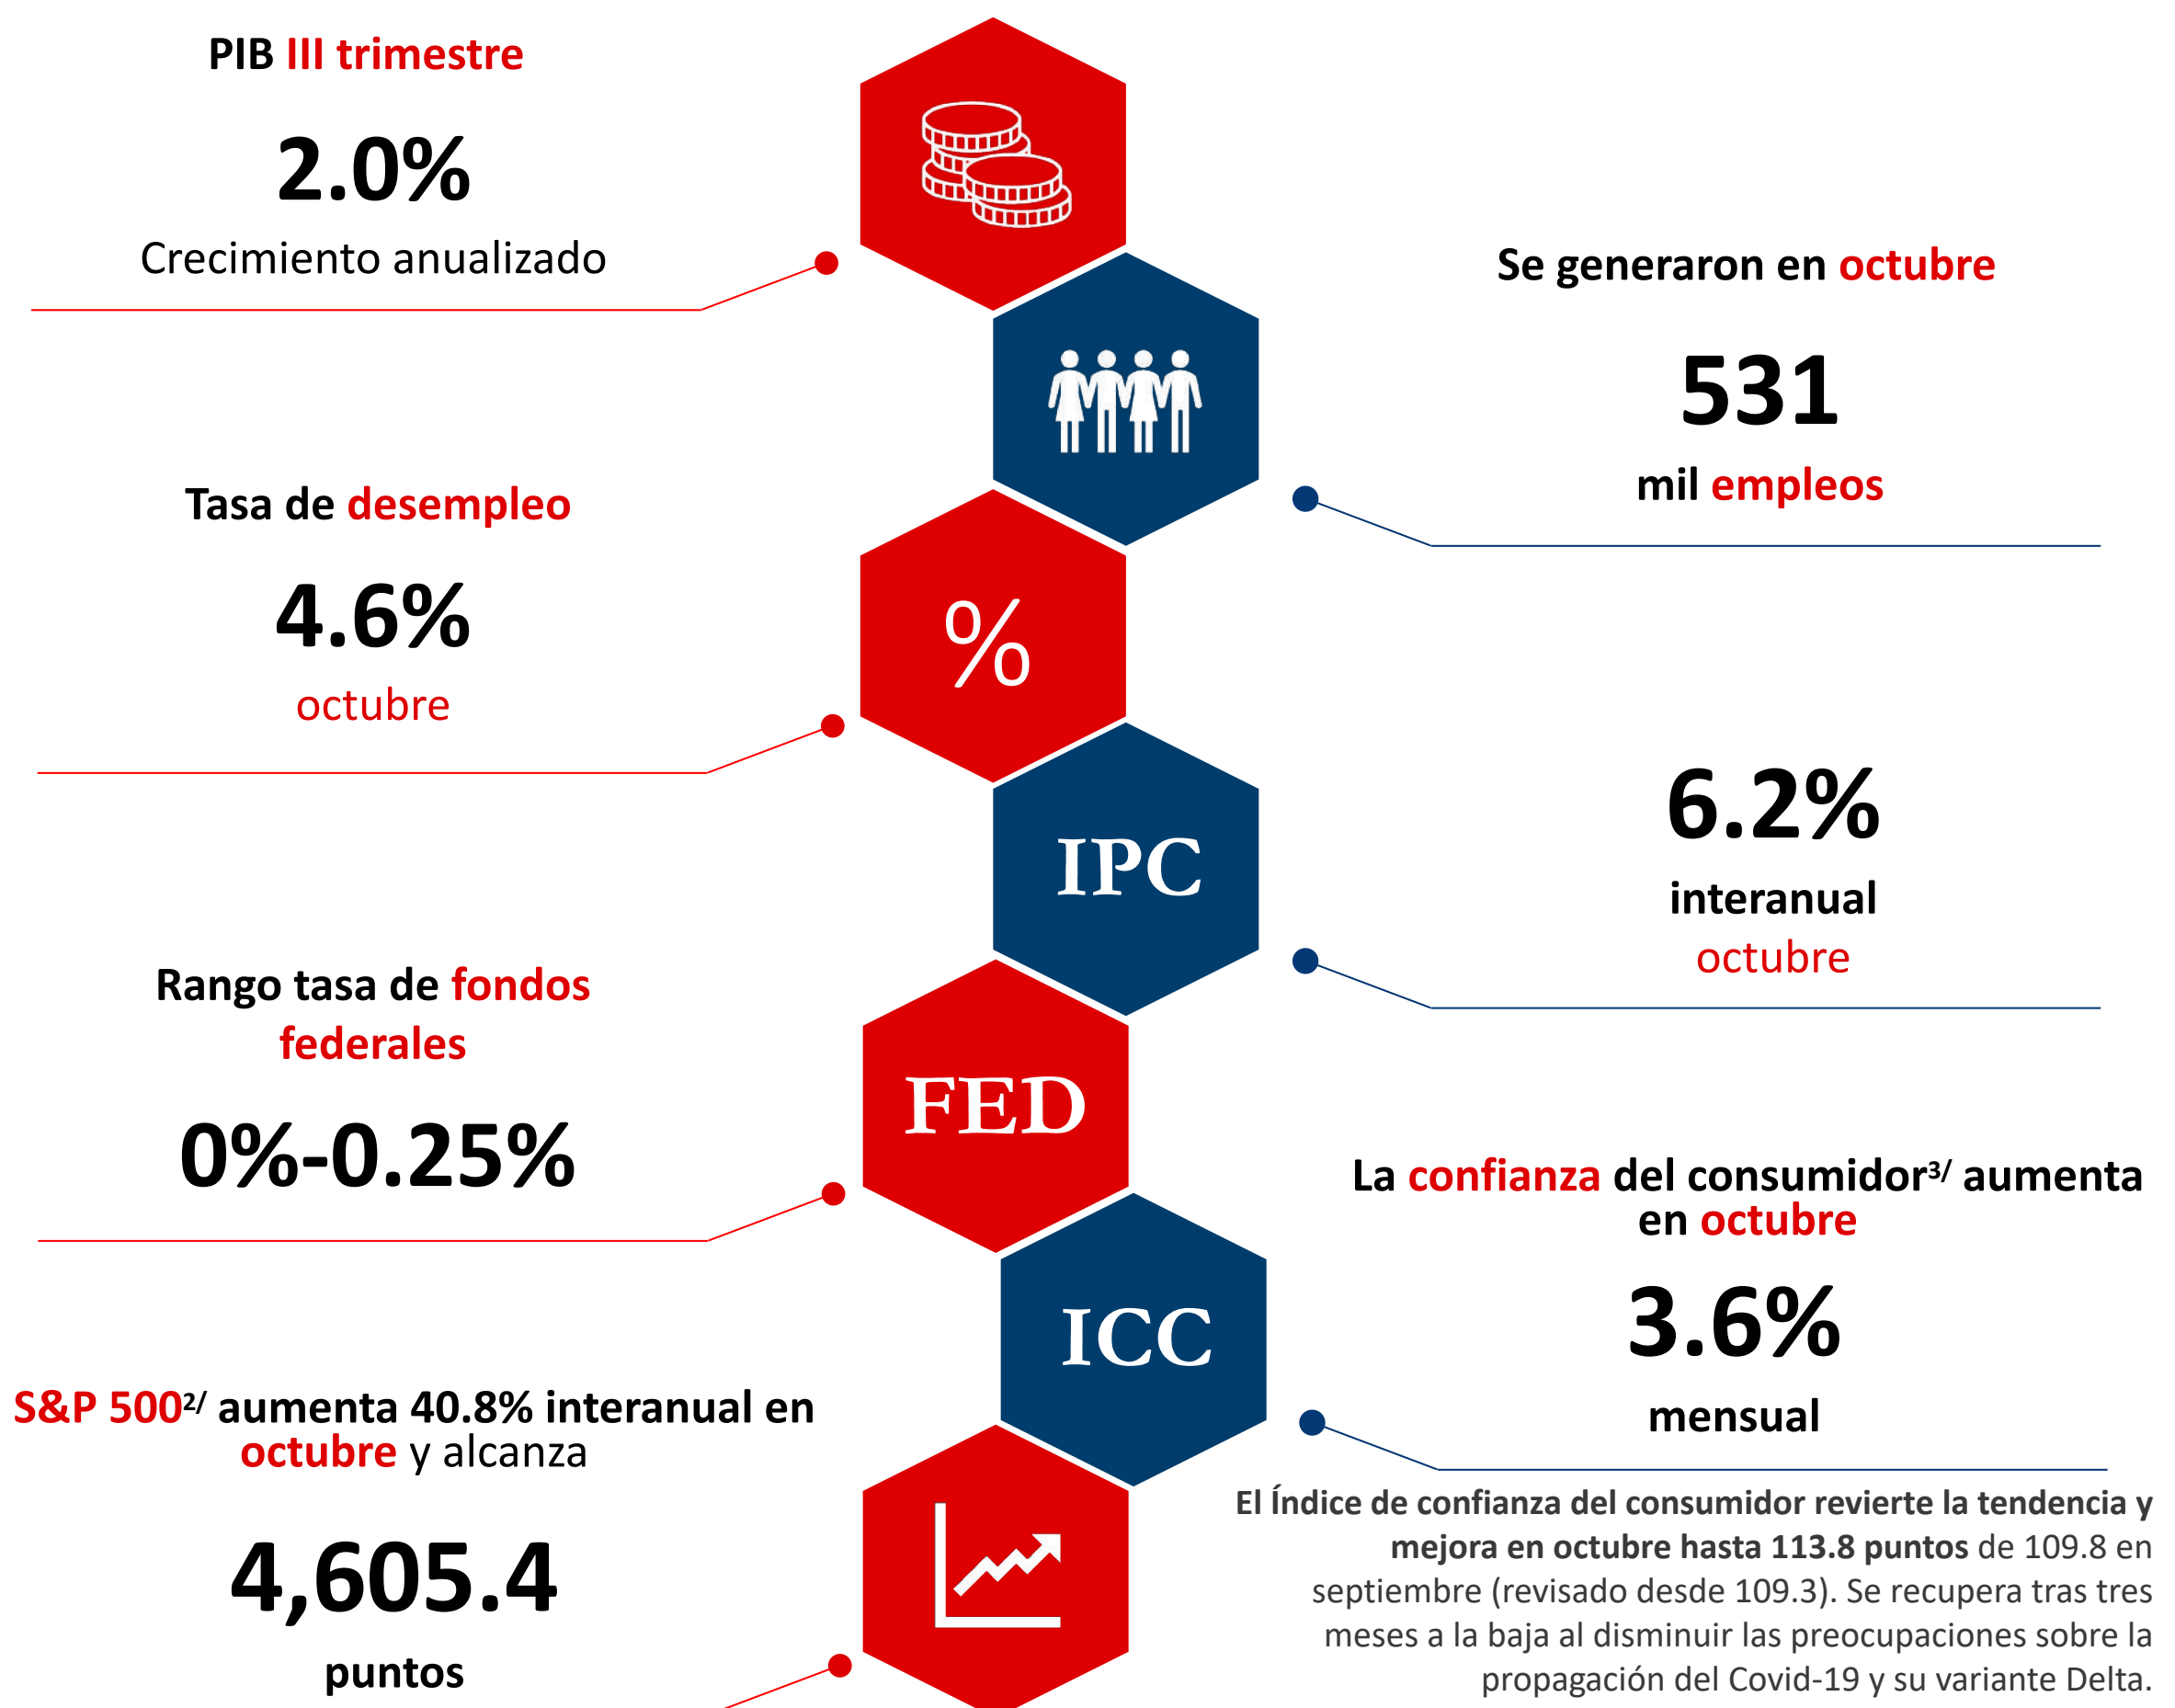 PIB III trimestre
2.0%
Crecimiento anualizado
Se generaron en octubre
531
mil empleos
Tasa de desempleo
4.6%
octubre
%
IPC
6.2%
interanual
octubre
Rango tasa de fondos
federales
0%-0.25%
FED
La confianza del consumidor3/ aumenta
en octubre
3.6%
mensual
ICC
El Índice de confianza del consumidor revierte la tendencia y
mejora en octubre hasta 113.8 puntos de 109.8 en
septiembre (revisado desde 109.3). Se recupera tras tres
meses a la baja al disminuir las preocupaciones sobre la
propagación del Covid-19 y su variante Delta.
S&P 5002/ aumenta 40.8% interanual en
octubre y alcanza
4,605.4
puntos